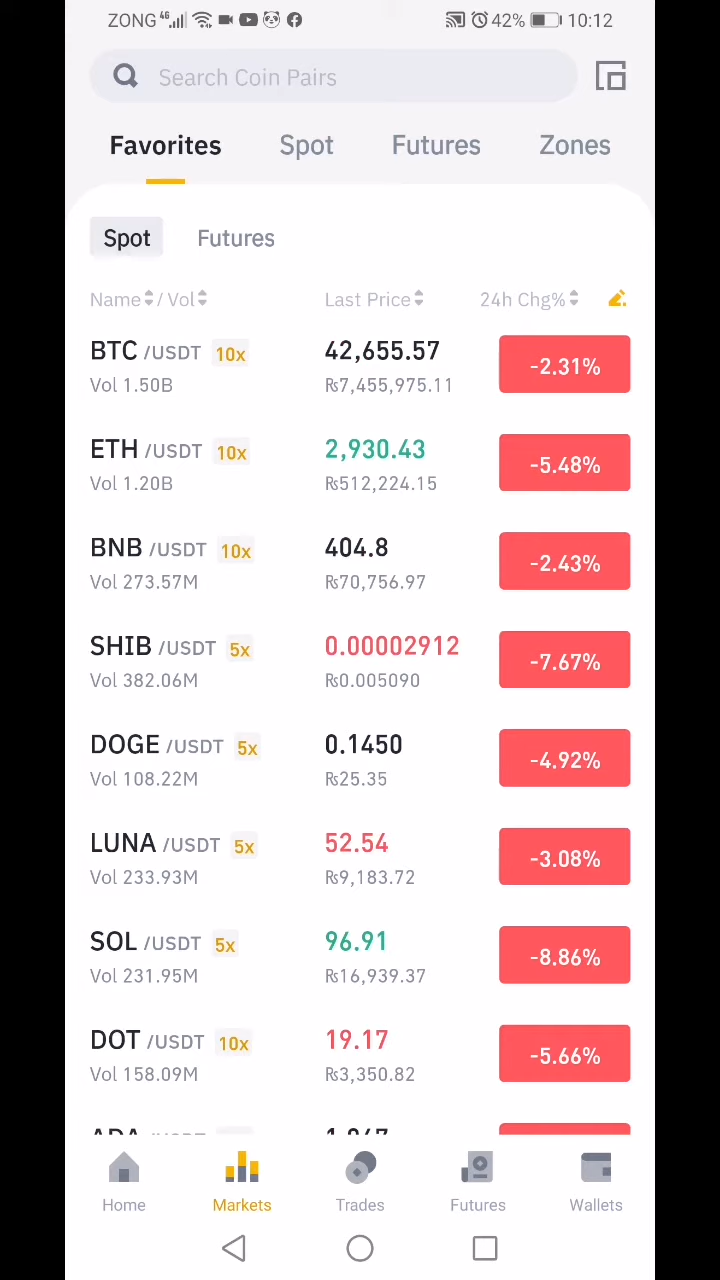 ZONG 4G 42% 10:12
Search Coin Pairs
Favorites Spot Futures Zones
Spot Futures
Name / Vol Last Price 24h Chg%
BTC /USDT 10x 42,655.57 -2.31%
Vol 1.50B ₨7,455,975.11
ETH /USDT 10x 2,930.43 -5.48%
Vol 1.20B ₨512,224.15
BNB /USDT 10x 404.8 -2.43%
Vol 273.57M ₨70,756.97
SHIB /USDT 5x 0.00002912 -7.67%
Vol 382.06M ₨0.005090
DOGE /USDT 5x 0.1450 -4.92%
Vol 108.22M ₨25.35
LUNA /USDT 5x 52.54 -3.08%
Vol 233.93M ₨9,183.72
SOL /USDT 5x 96.91 -8.86%
Vol 231.95M ₨16,939.37
DOT /USDT 10x 19.17 -5.66%
Vol 158.09M ₨3,350.82
ADA /USDT
Home Markets Trades Futures Wallets